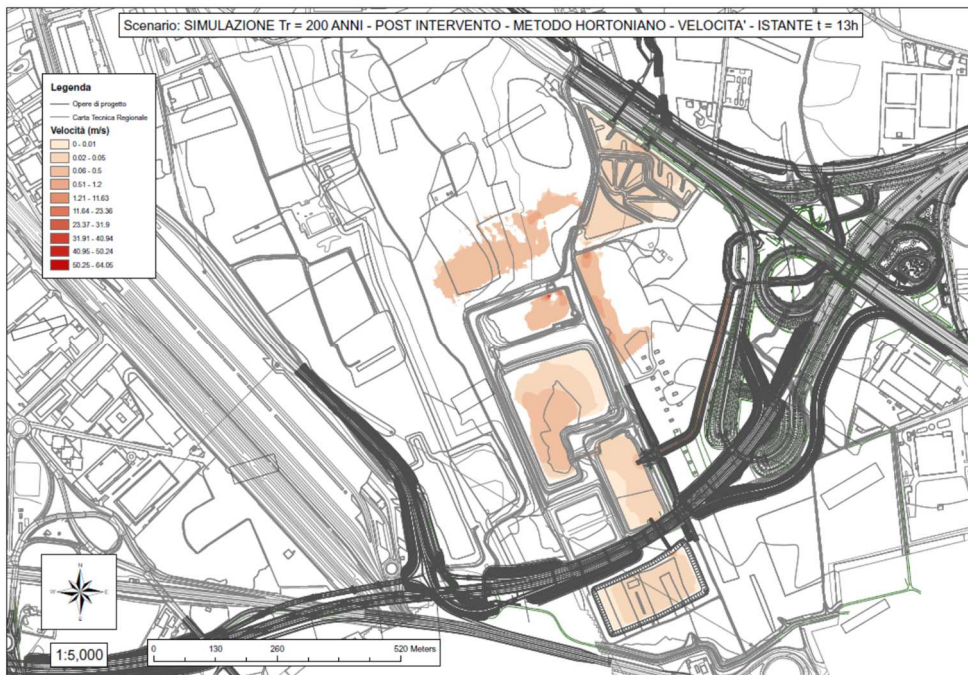 Scenario: SIMULAZIONE Tr = 200 ANNI - POST INTERVENTO - METODO HORTONIANO - VELOCITA' - ISTANTE t = 13h
Legenda
Opere di progetto
Carta Tecnica Regionale
Velocità (m/s)
0 - 0.01
0.02 - 0.05
0.06 - 0.5
0.51 - 1.2
1.21 - 11.63
11.64 - 23.36
23.37 - 31.9
31.91 - 40.94
40.95 - 50.24
50.25 - 64.05
N
W E
S
1:5,000
0 130 260 520 Meters